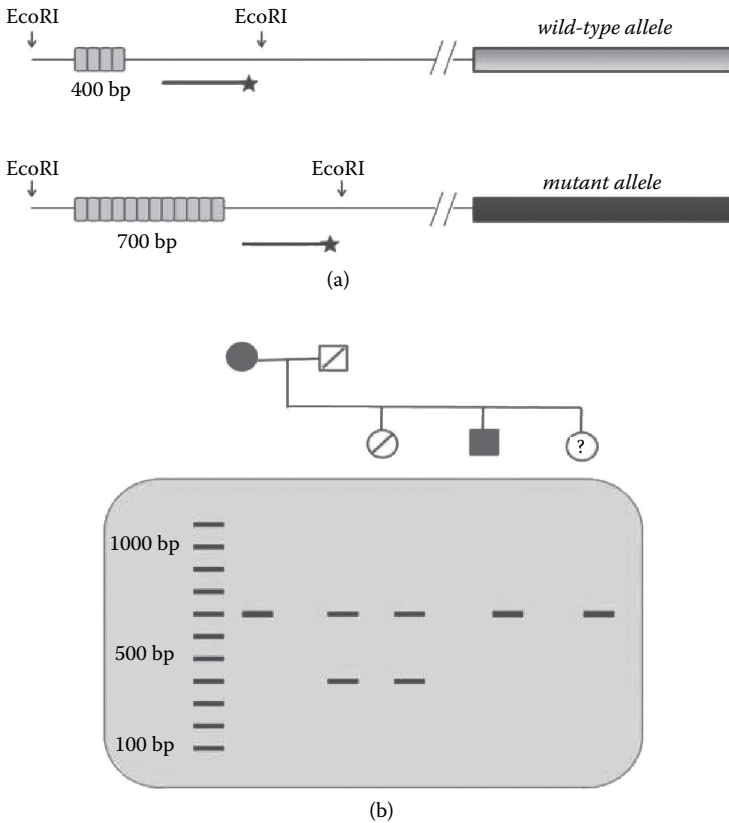 EcoRI EcoRI wild-type allele
400 bp
EcoRI EcoRI mutant allele
700 bp
(a)
?
1000 bp
500 bp
100 bp
(b)